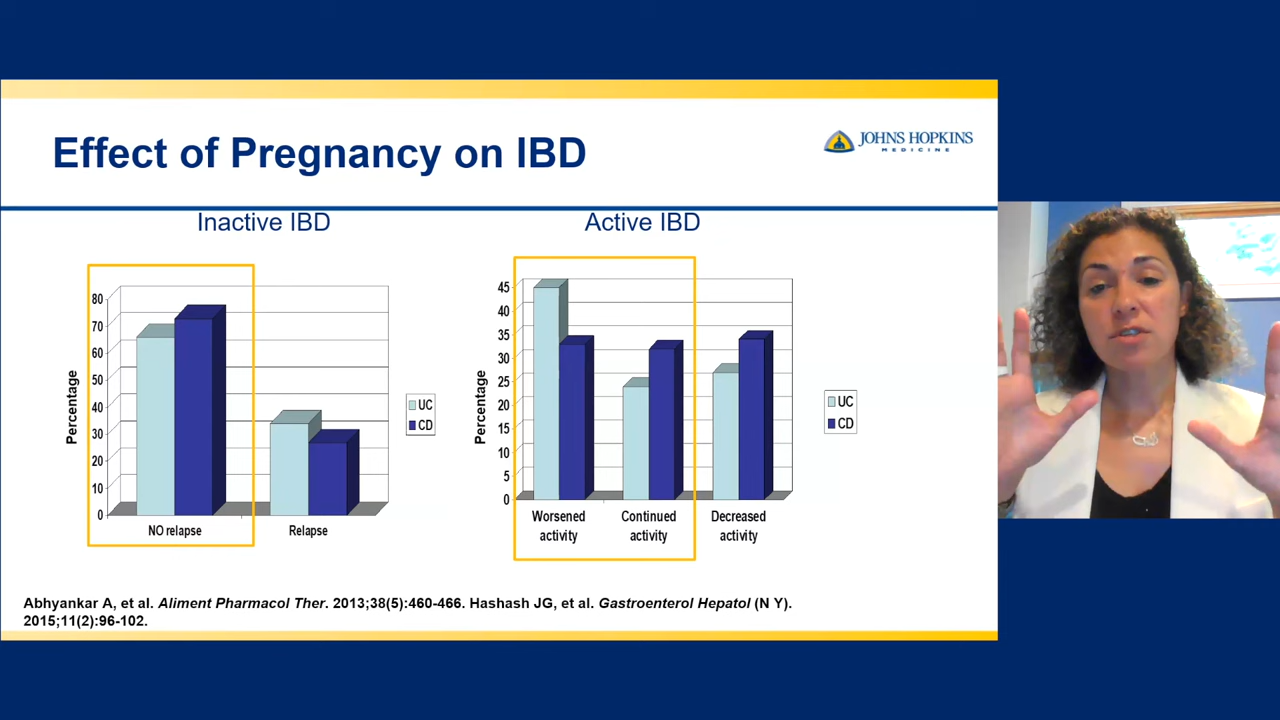 Effect of Pregnancy on IBD
JOHNS HOPKINS
MEDICINE
Inactive IBD
Active IBD
Percentage
80
70
60
50
40
30
20
10
0
NO relapse
Relapse
UC
CD
Percentage
45
40
35
30
25
20
15
10
5
0
Worsened
activity
Continued
activity
Decreased
activity
UC
CD
Abhyankar A, et al. Aliment Pharmacol Ther. 2013;38(5):460-466. Hashash JG, et al. Gastroenterol Hepatol (N Y).
2015;11(2):96-102.